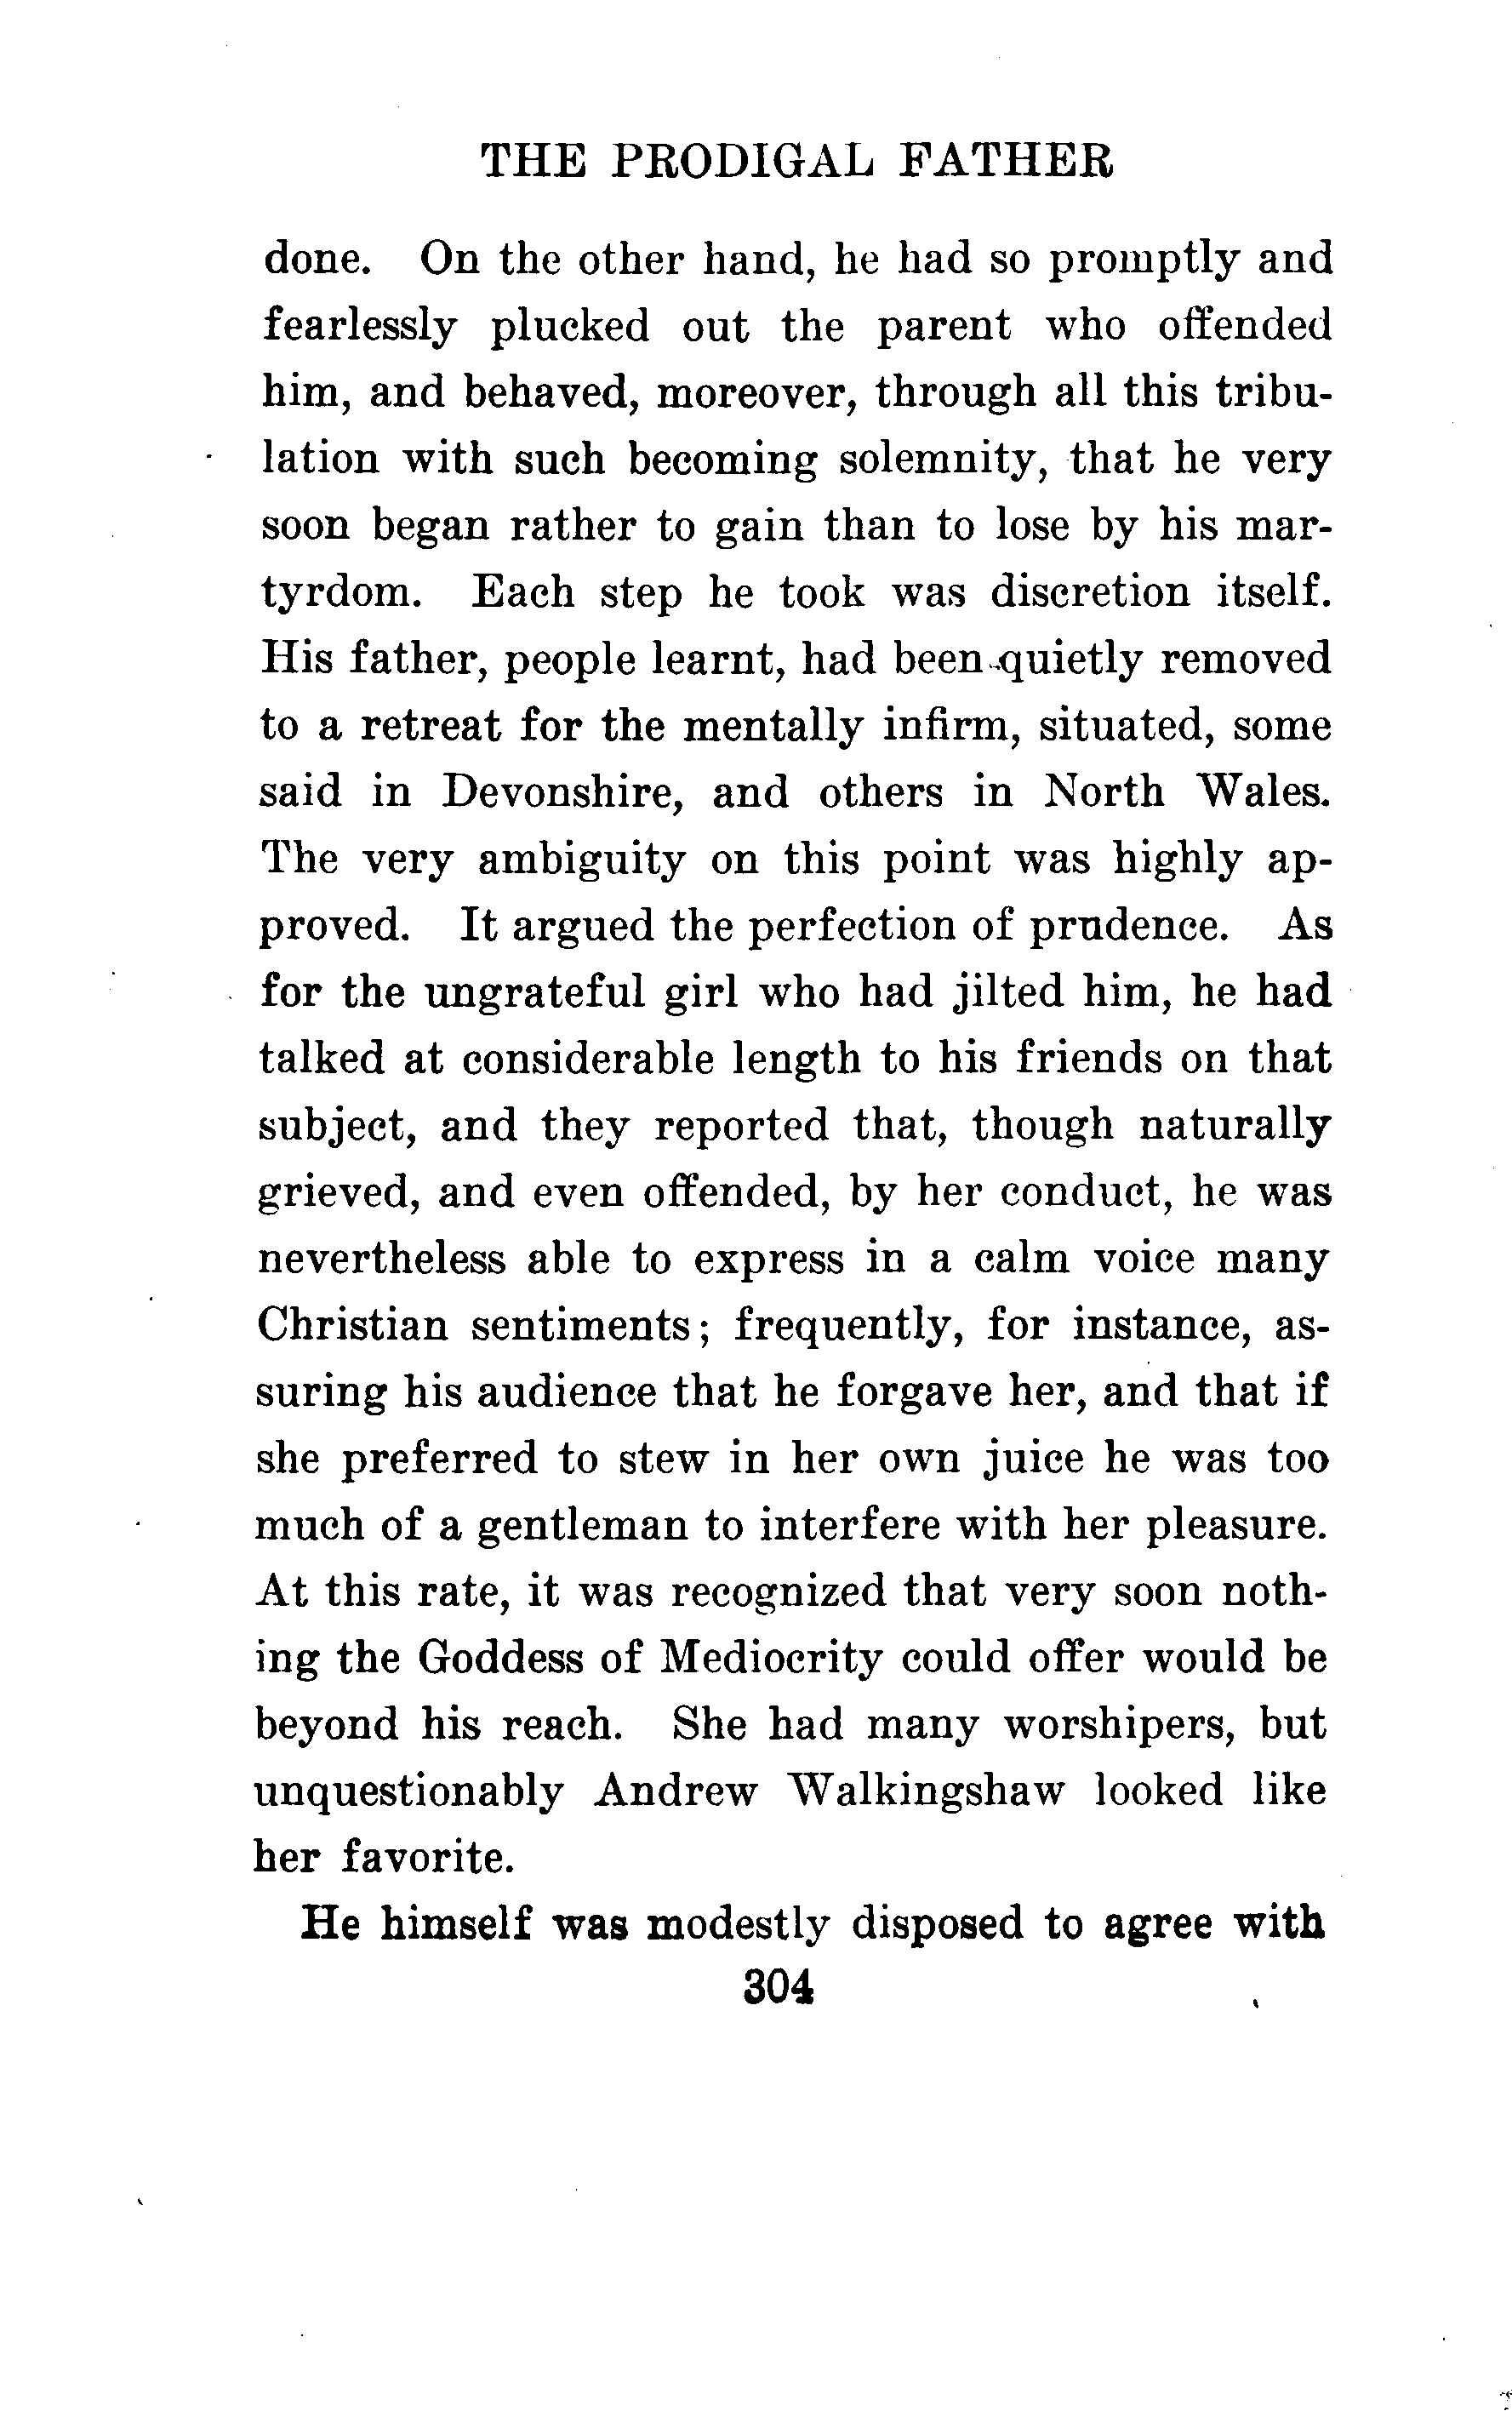 THE PRODIGAL FATHER
done. On the other hand, he had so promptly and
fearlessly plucked out the parent who offended
him, and behaved, moreover, through all this tribu-
lation with such becoming solemnity, that he very
soon began rather to gain than to lose by his mar-
tyrdom. Each step he took was discretion itself.
His father, people learnt, had been quietly removed
to a retreat for the mentally infirm, situated, some
said in Devonshire, and others in North Wales.
The very ambiguity on this point was highly ap-
proved. It argued the perfection of prudence. As
for the ungrateful girl who had jilted him, he had
talked at considerable length to his friends on that
subject, and they reported that, though naturally
grieved, and even offended, by her conduct, he was
nevertheless able to express in a calm voice many
Christian sentiments; frequently, for instance, as-
suring his audience that he forgave her, and that if
she preferred to stew in her own juice he was too
much of a gentleman to interfere with her pleasure.
At this rate, it was recognized that very soon noth-
ing the Goddess of Mediocrity could offer would be
beyond his reach. She had many worshipers, but
unquestionably Andrew Walkingshaw looked like
her favorite.
He himself was modestly disposed to agree with
304